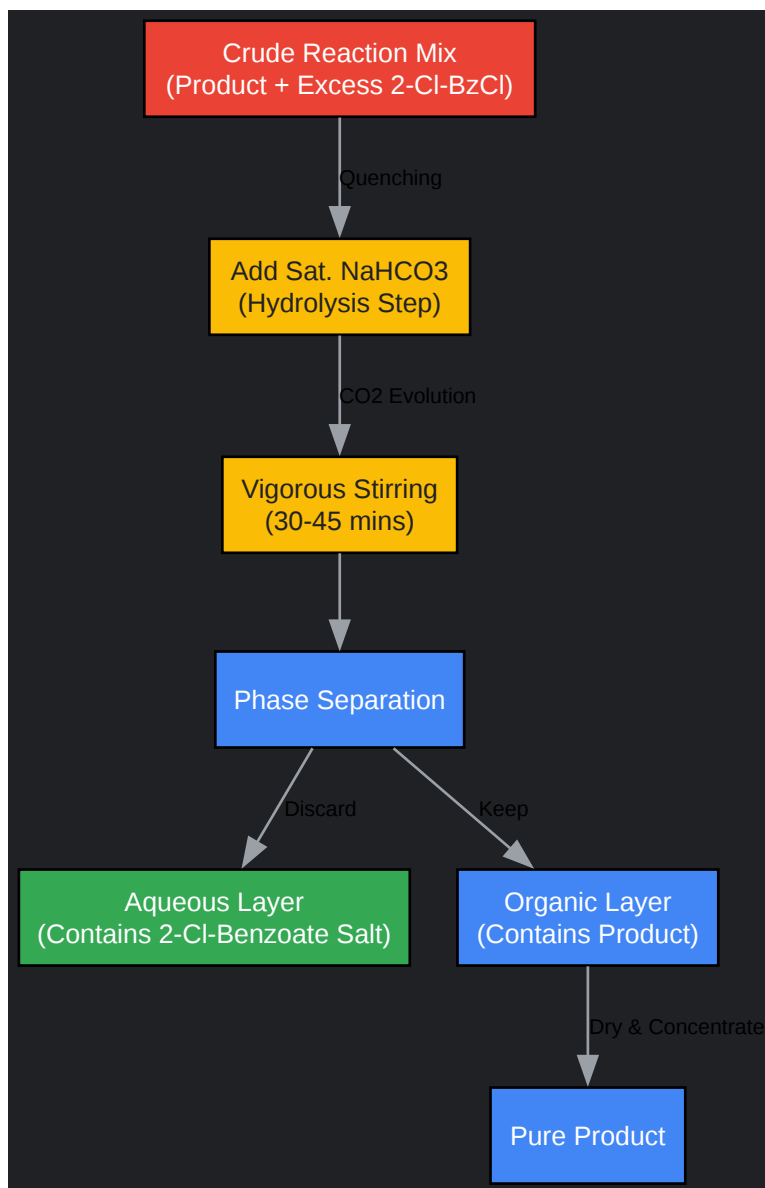 Crude Reaction Mix
(Product + Excess 2-Cl-BzCl)
Quenching
Add Sat. NaHCO3
(Hydrolysis Step)
CO2 Evolution
Vigorous Stirring
(30-45 mins)
Phase Separation
Discard
Keep
Aqueous Layer
(Contains 2-Cl-Benzoate Salt)
Organic Layer
(Contains Product)
Dry & Concentrate
Pure Product